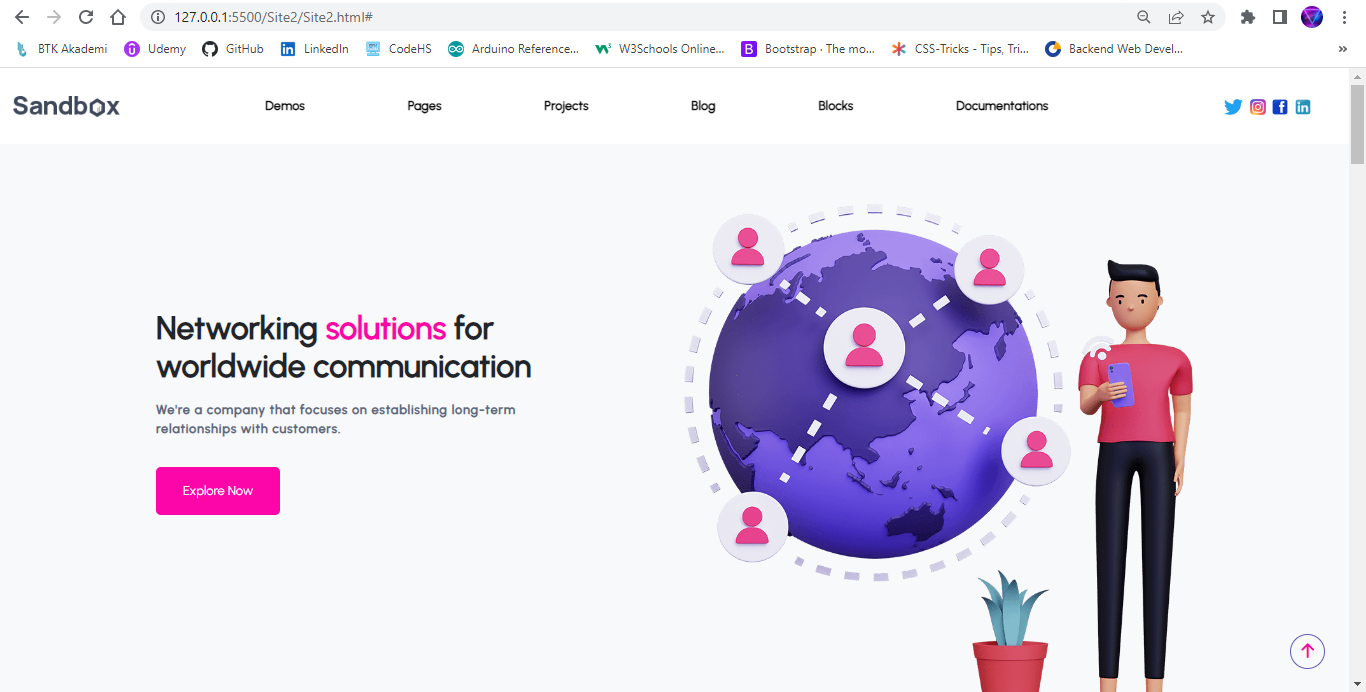 127.0.0.1:5500/Site2/Site2.html#
BTK Akademi Udemy GitHub LinkedIn CodeHS Arduino Reference... W3Schools Online... Bootstrap · The mo... CSS-Tricks - Tips, Tri... Backend Web Devel... »
Sandbox Demos Pages Projects Blog Blocks Documentations
Networking solutions for
worldwide communication
We're a company that focuses on establishing long-term
relationships with customers.
Explore Now